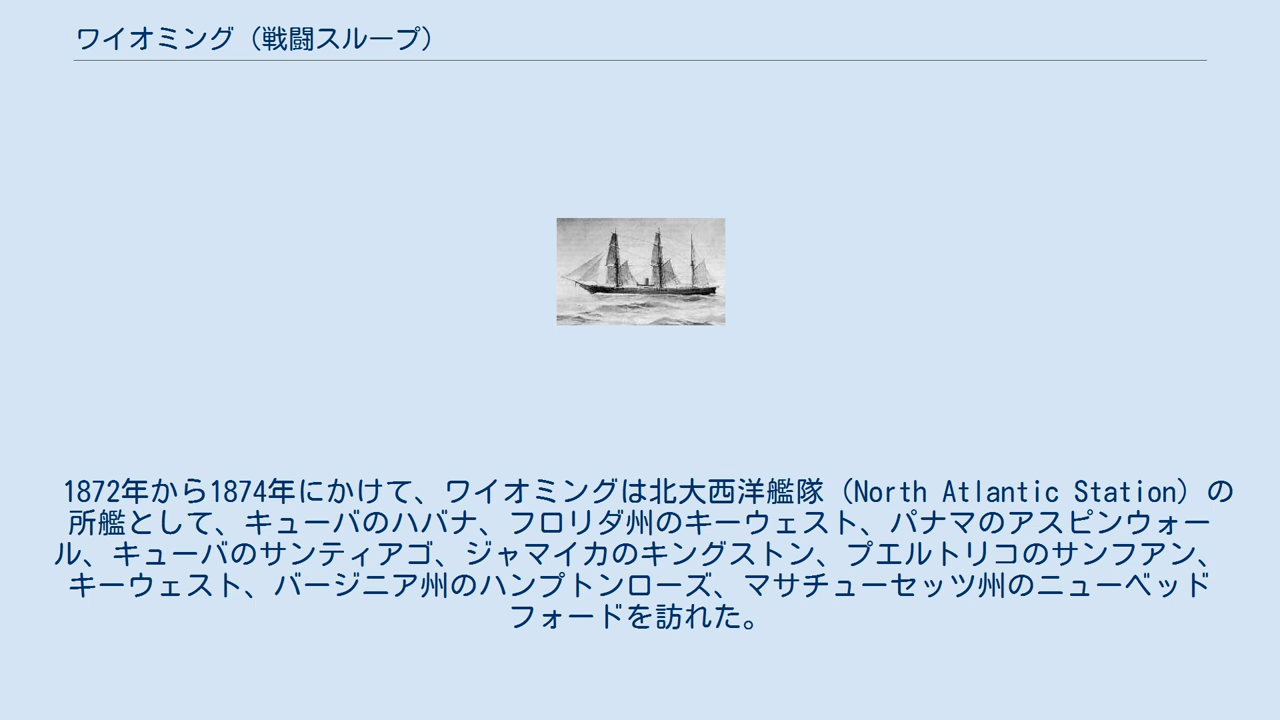 ワイオミング（戦闘スループ）
1872年から1874年にかけて、ワイオミングは北大西洋艦隊（North Atlantic Station）の
所艦として、キューバのハバナ、フロリダ州のキーウェスト、パナマのアスピンウォー
ル、キューバのサンティアゴ、ジャマイカのキングストン、プエルトリコのサンフアン、
キーウェスト、バージニア州のハンプトンローズ、マサチューセッツ州のニューベッド
フォードを訪れた。